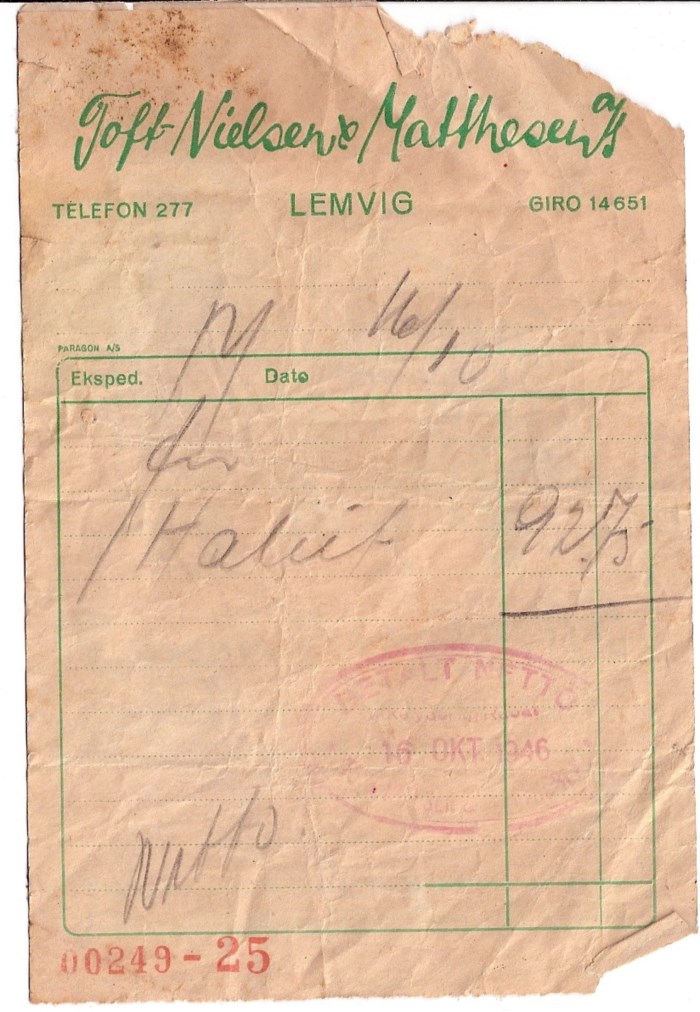 Toft-Nielsen & Matthesen A/S
TELEFON 277 LEMVIG GIRO 14651
16/10
PARAGON A/S
Eksped. Dato
92,75
BETALT NETTO
16 OKT. 1946
Netto
00249-25